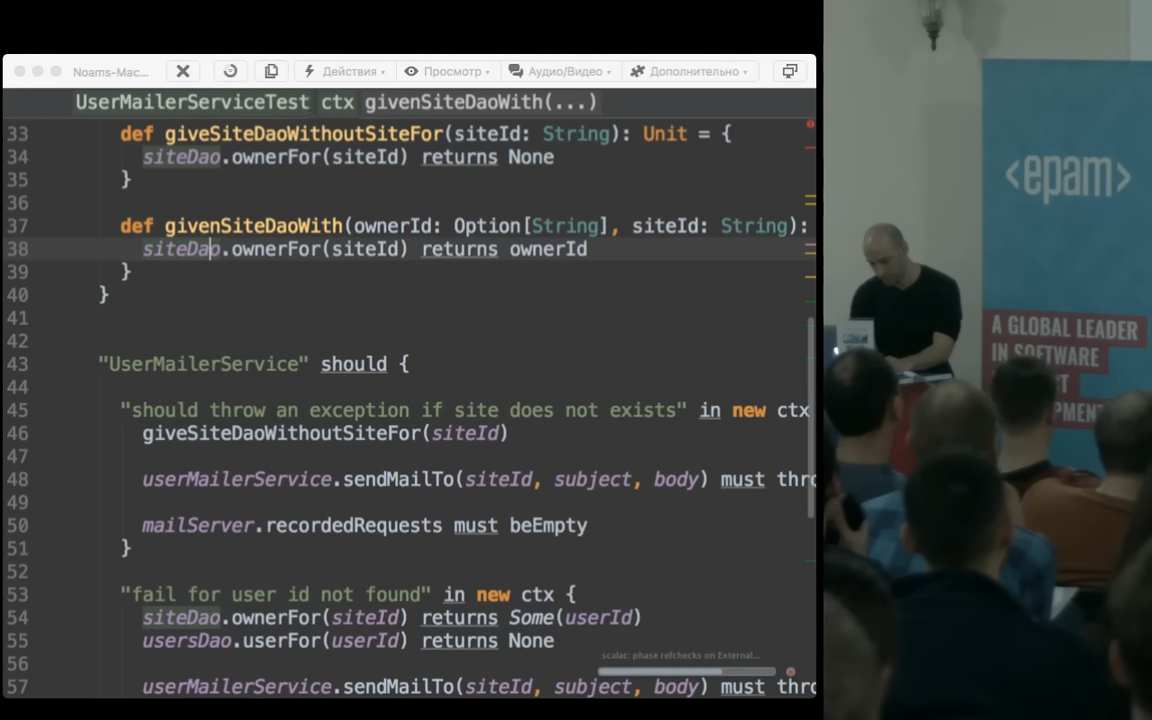 Noams-Mac... Действия Просмотр Аудио/Видео Дополнительно
UserMailerServiceTest ctx givenSiteDaoWith(...)
33 def giveSiteDaoWithoutSiteFor(siteId: String): Unit = {
34 siteDao.ownerFor(siteId) returns None
35 }
36
37 def givenSiteDaoWith(ownerId: Option[String], siteId: String):
38 siteDao.ownerFor(siteId) returns ownerId
39 }
40 }
41
42
43 "UserMailerService" should {
44
45 "should throw an exception if site does not exists" in new ctx
46 giveSiteDaoWithoutSiteFor(siteId)
47
48 userMailerService.sendMailTo(siteId, subject, body) must thro
49
50 mailServer.recordedRequests must beEmpty
51 }
52
53 "fail for user id not found" in new ctx {
54 siteDao.ownerFor(siteId) returns Some(userId)
55 usersDao.userFor(userId) returns None
56
57 userMailerService.sendMailTo(siteId, subject, body) must thro
scalac: phase refchecks on External...
<epam>
A GLOBAL LEADER
IN SOFTWARE